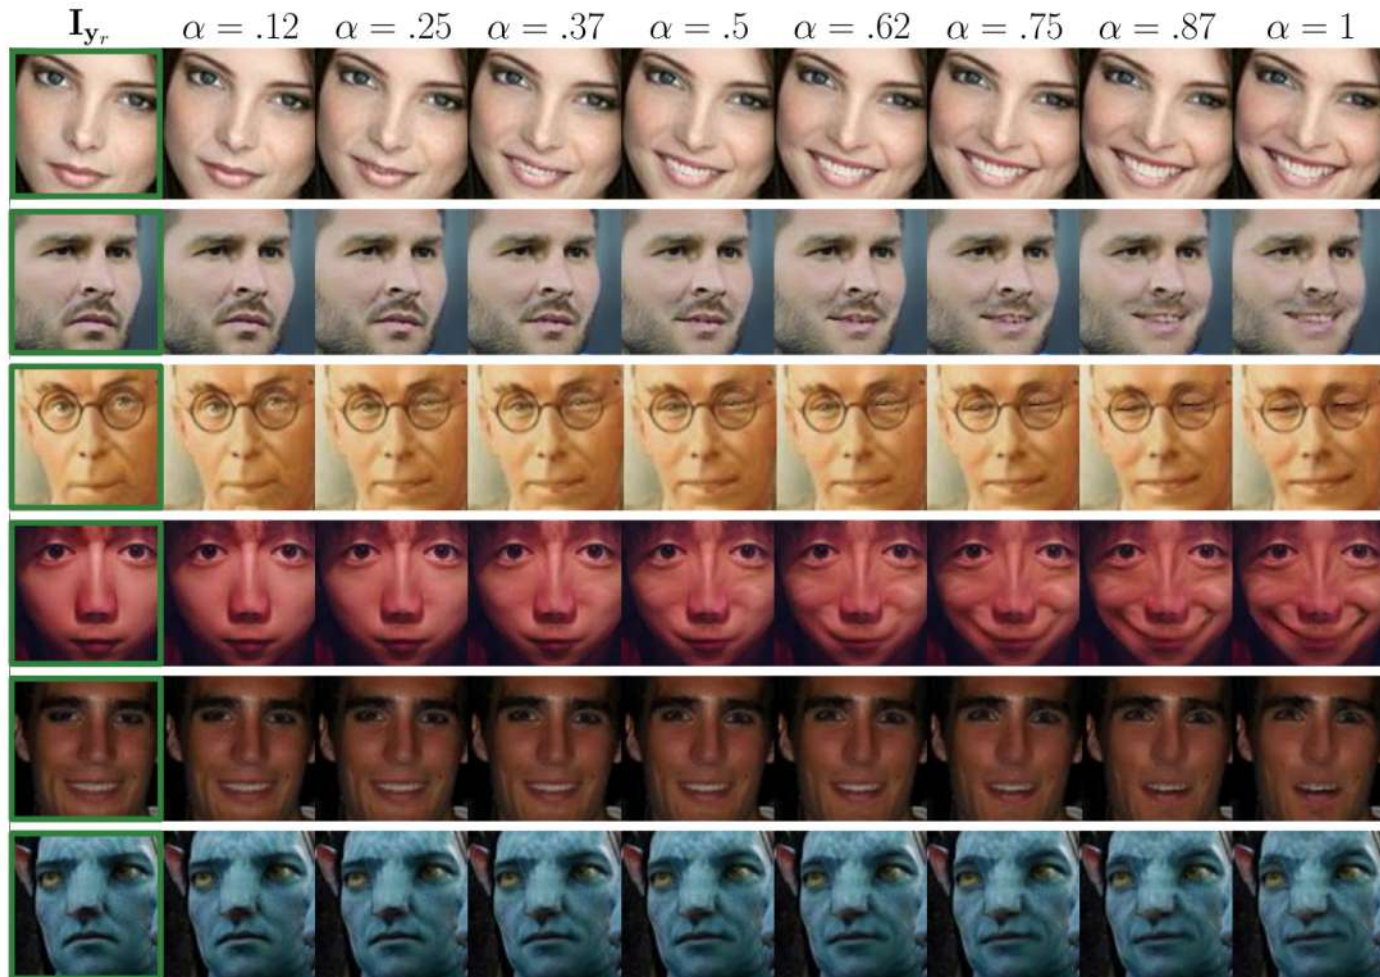 I_{y_r} α = .12 α = .25 α = .37 α = .5 α = .62 α = .75 α = .87 α = 1